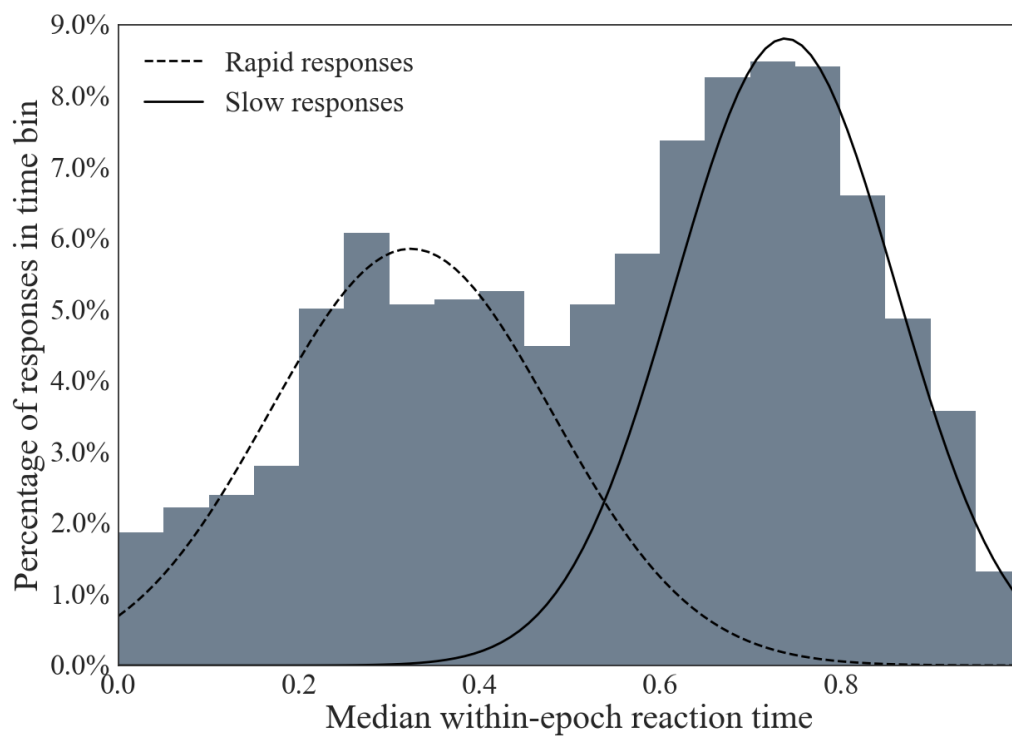 Percentage of responses in time bin
9.0%
8.0%
7.0%
6.0%
5.0%
4.0%
3.0%
2.0%
1.0%
0.0%
Rapid responses
Slow responses
0.0 0.2 0.4 0.6 0.8
Median within-epoch reaction time